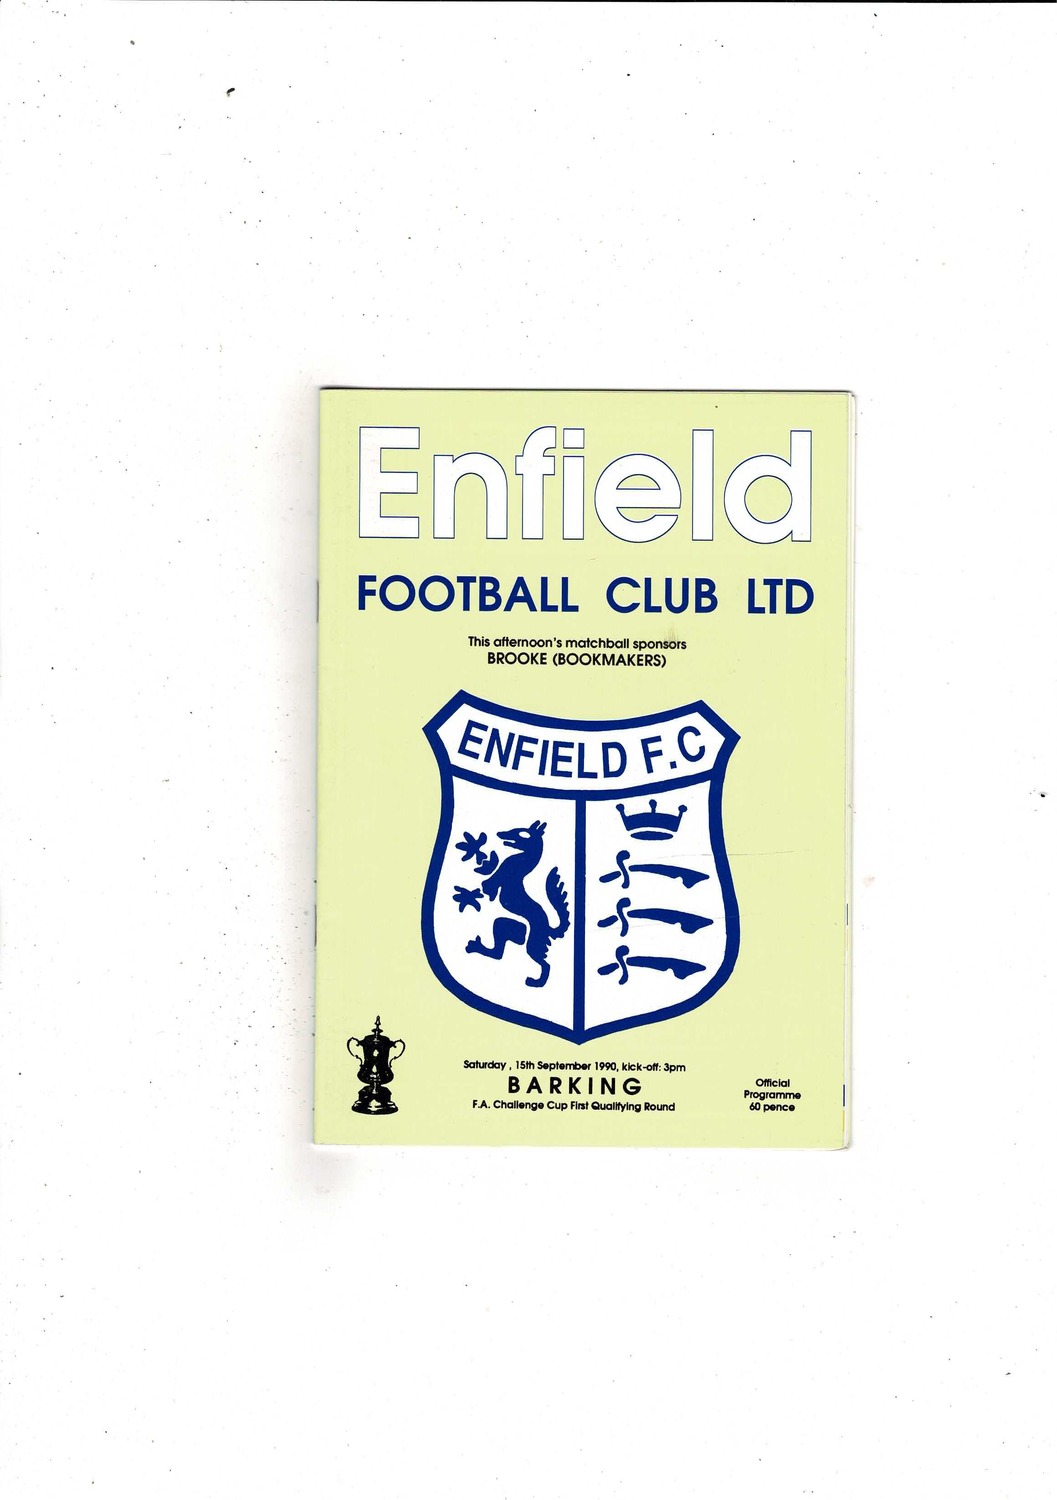 Enfield
FOOTBALL CLUB LTD
This afternoon's matchball sponsors
BROOKE (BOOKMAKERS)
ENFIELD F.C
Saturday , 15th September 1990, kick-off: 3pm
BARKING
F.A. Challenge Cup First Qualifying Round
Official
Programme
60 pence